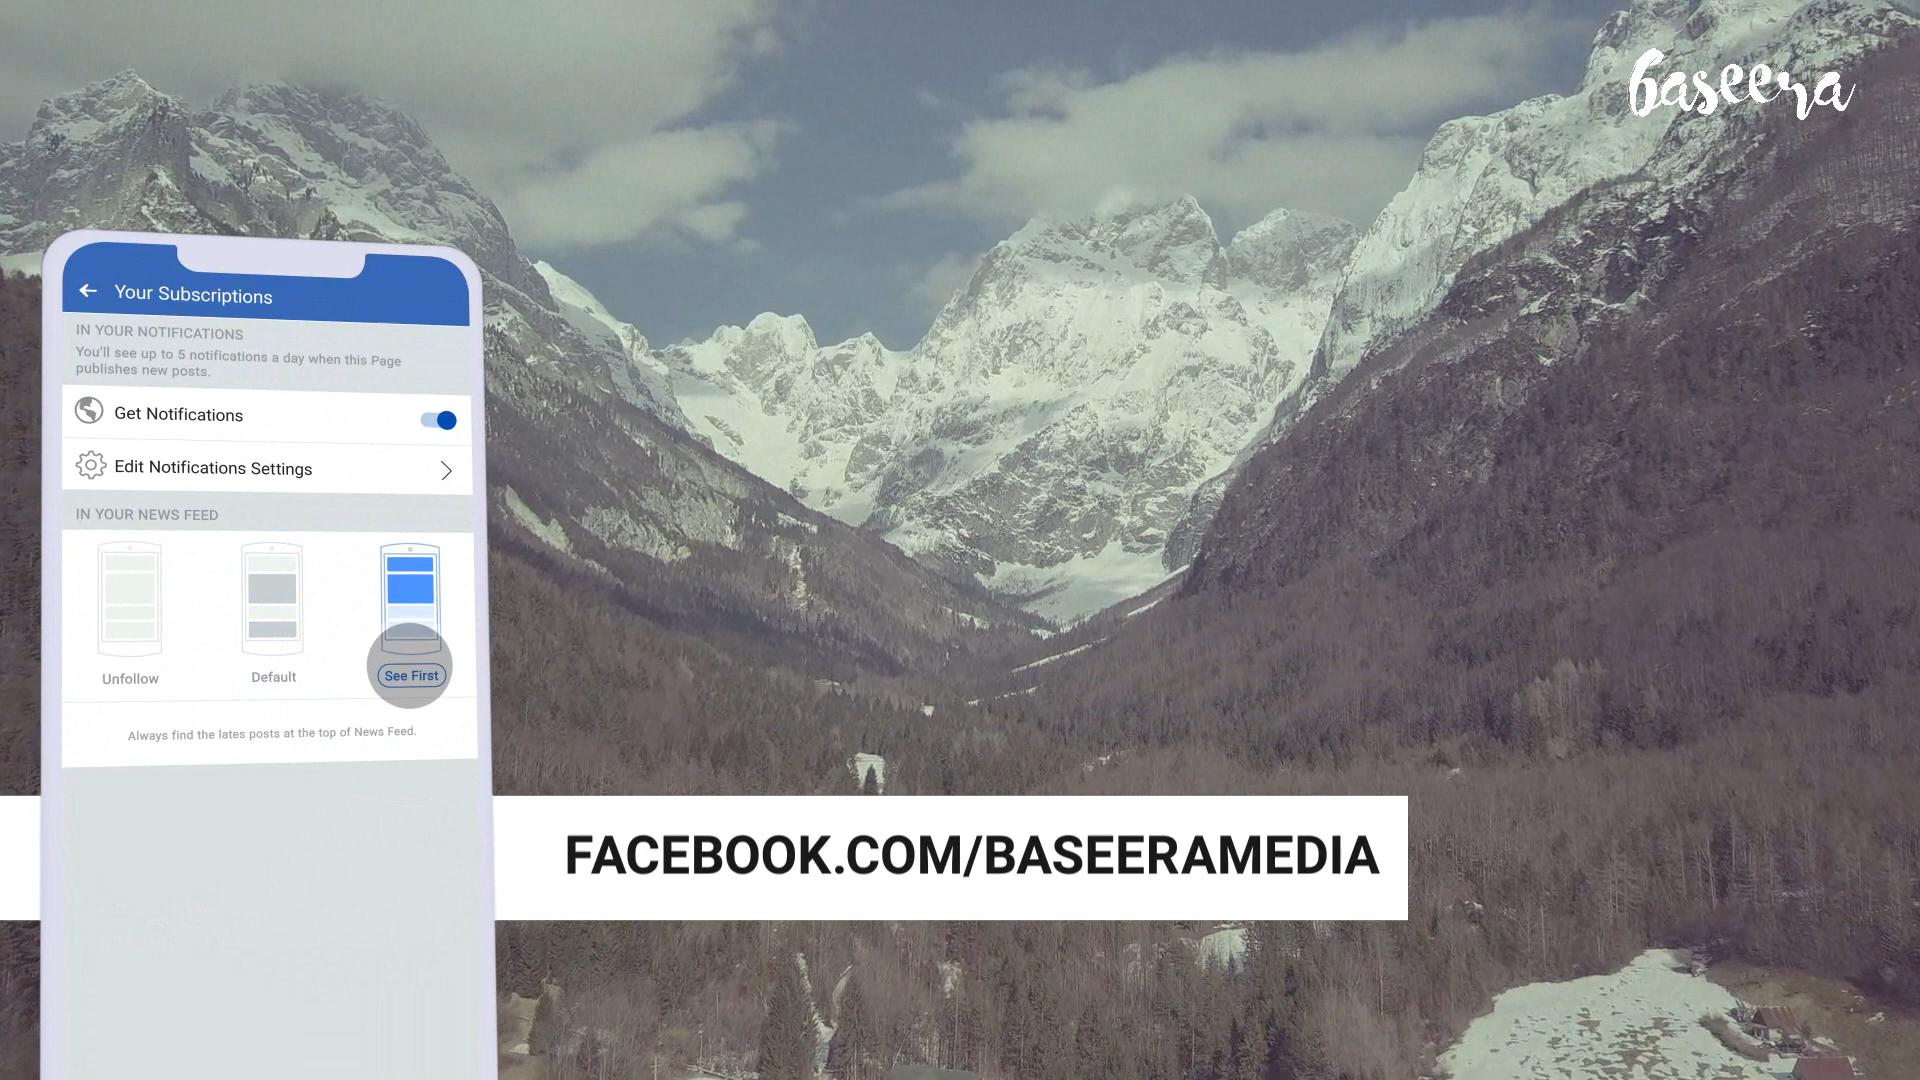 baseera
Your Subscriptions
IN YOUR NOTIFICATIONS
You'll see up to 5 notifications a day when this Page
publishes new posts.
Get Notifications
Edit Notifications Settings
IN YOUR NEWS FEED
Unfollow
Default
See First
Always find the lates posts at the top of News Feed.
FACEBOOK.COM/BASEERAMEDIA